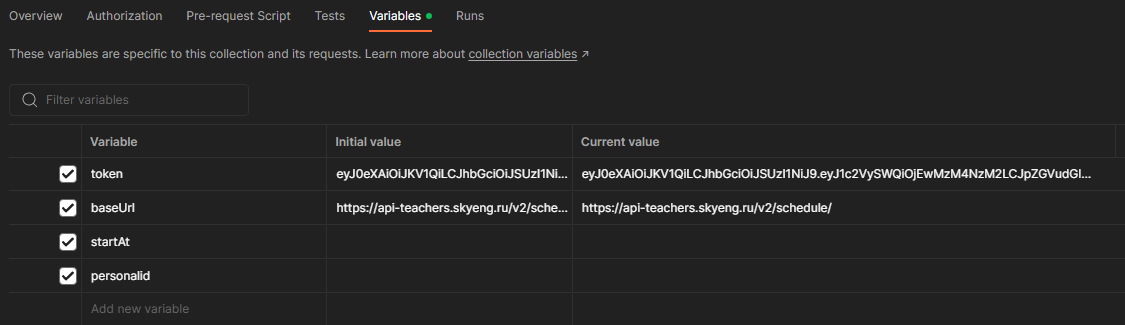 Overview Authorization Pre-request Script Tests Variables Runs
These variables are specific to this collection and its requests. Learn more about collection variables ↗
Filter variables
Variable Initial value Current value
token eyJ0eXAiOiJKV1QiLCJhbGciOiJSUzI1Ni... eyJ0eXAiOiJKV1QiLCJhbGciOiJSUzI1NiJ9.eyJ1c2VySWQiOjEwMzM4NzM2LCJpZGVudGl...
baseUrl https://api-teachers.skyeng.ru/v2/sche... https://api-teachers.skyeng.ru/v2/schedule/
startAt
personalid
Add new variable